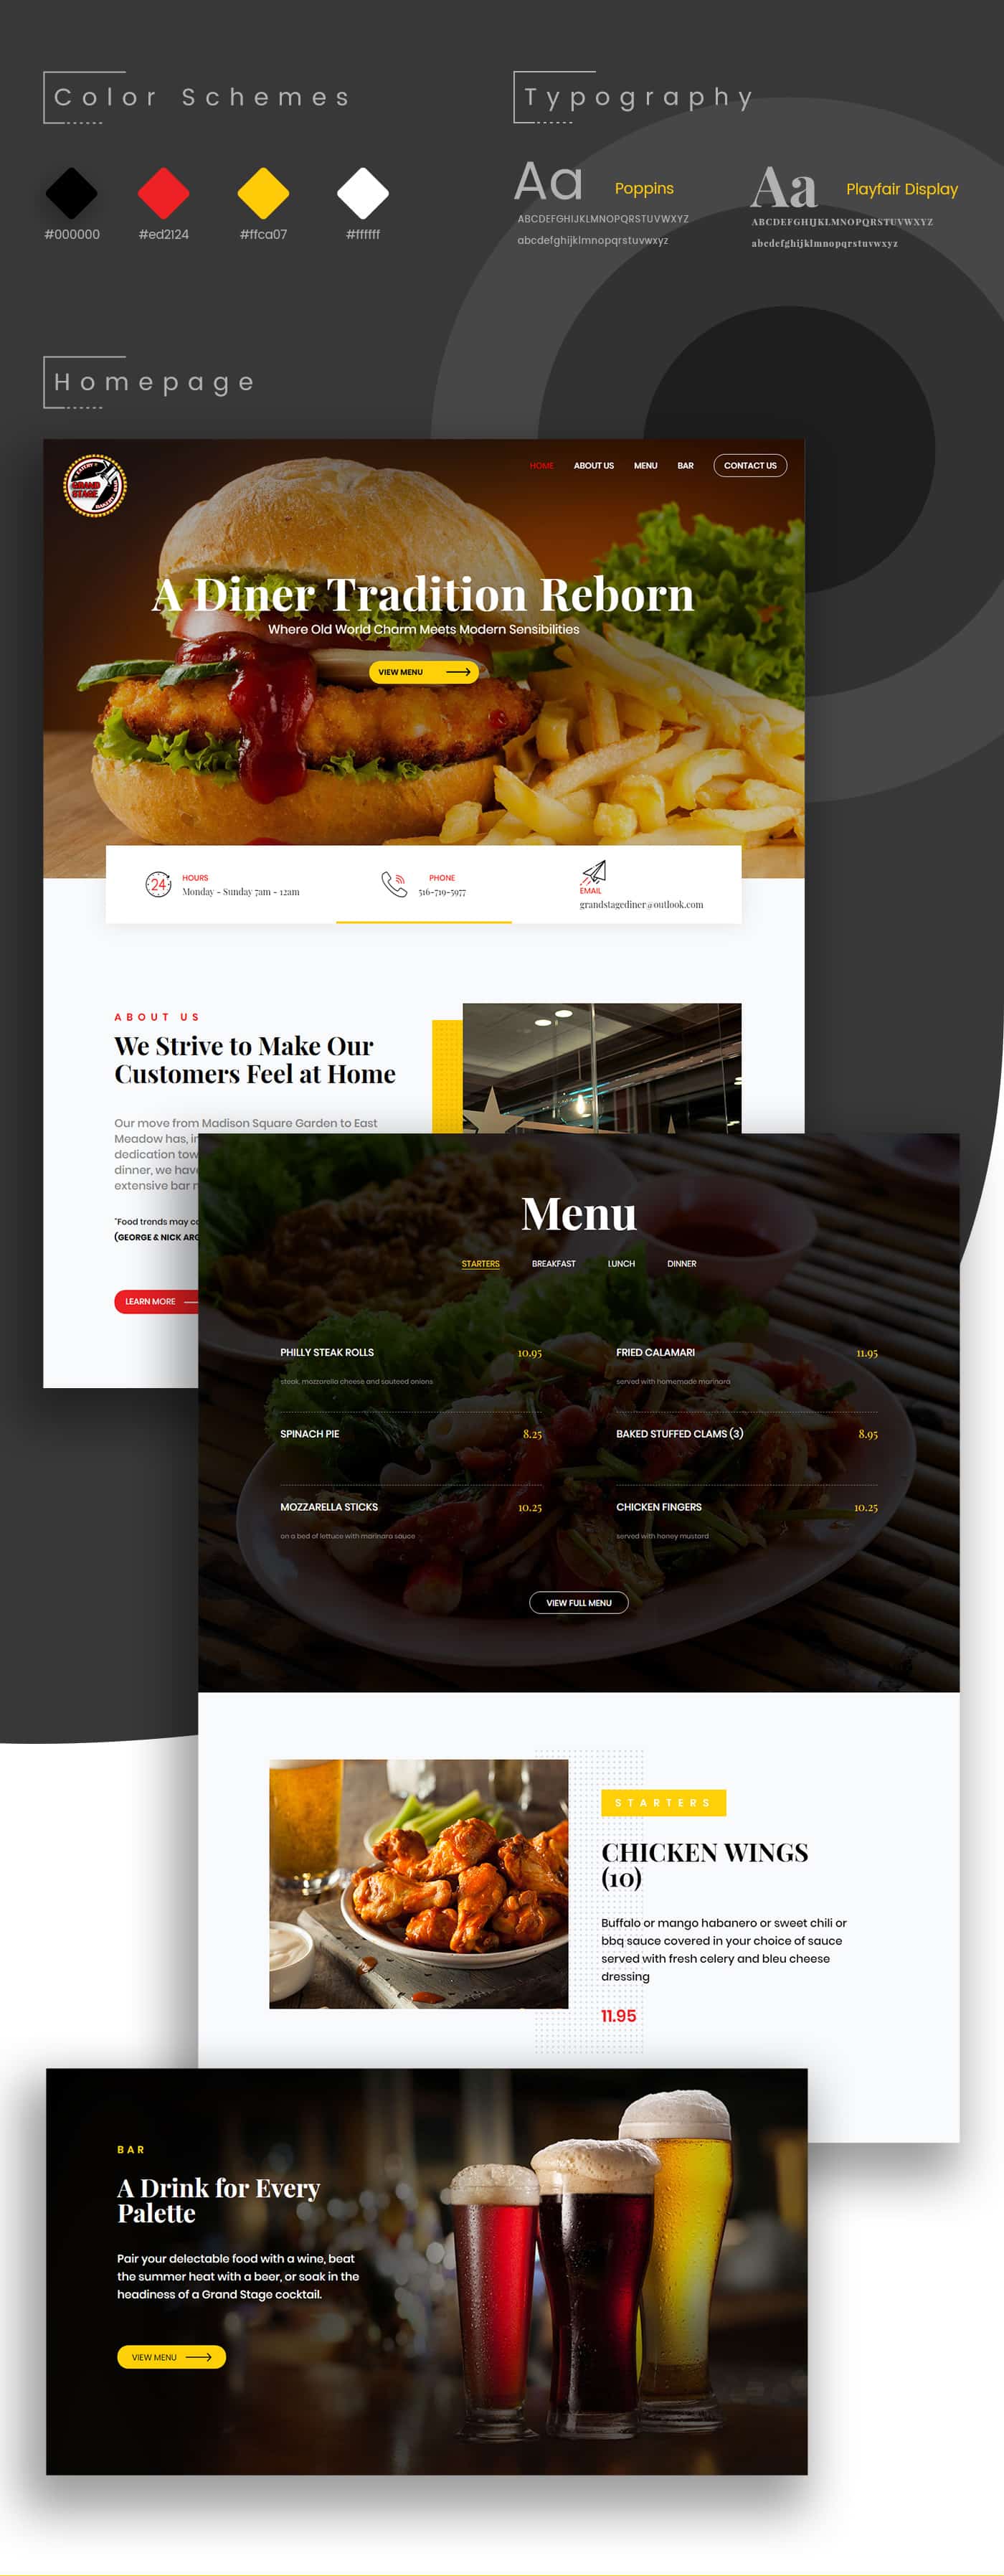 Color Schemes
Typography
#000000
#ed2124
#ffca07
#ffffff
Aa
Poppins
ABCDEFGHIJKLMNOPQRSTUVWXYZ
abcdefghijklmnopqrstuvwxyz
Aa
Playfair Display
ABCDEFGHIJKLMNOPQRSTUVWXYZ
abcdefghijklmnopqrstuvwxyz
Homepage
GRAND
STAGE
HOME
ABOUT US
MENU
BAR
CONTACT US
A Diner Tradition Reborn
Where Old World Charm Meets Modern Sensibilities
VIEW MENU
24
HOURS
Monday - Sunday 7am - 12am
PHONE
516-719-5977
EMAIL
grandstagediner@outlook.com
ABOUT US
We Strive to Make Our
Customers Feel at Home
Our move from Madison Square Garden to East
Meadow has, in
dedication tow
dinner, we hav
extensive bar
"Food trends may
(GEORGE & NICK
LEARN MORE
Menu
STARTERS
BREAKFAST
LUNCH
DINNER
PHILLY STEAK ROLLS
10.95
steak, mozzarella cheese and sauteed onions
FRIED CALAMARI
11.95
served with homemade marinara
SPINACH PIE
8.25
BAKED STUFFED CLAMS (3)
8.95
MOZZARELLA STICKS
10.25
on a bed of lettuce with marinara sauce
CHICKEN FINGERS
10.25
served with honey mustard
VIEW FULL MENU
STARTERS
CHICKEN WINGS
(10)
Buffalo or mango habanero or sweet chili or
bbq sauce covered in your choice of sauce
served with fresh celery and bleu cheese
dressing
11.95
BAR
A Drink for Every
Palette
Pair your delectable food with a wine, beat
the summer heat with a beer, or soak in the
headiness of a Grand Stage cocktail.
VIEW MENU